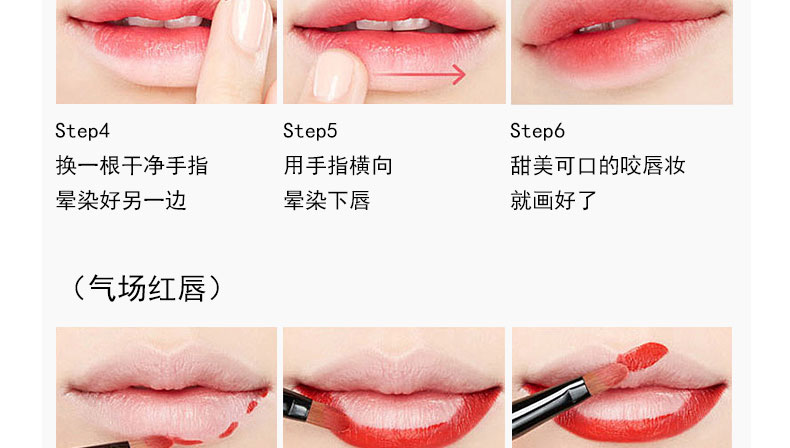 Step4
换一根干净手指
晕染好另一边
Step5
用手指横向
晕染下唇
Step6
甜美可口的咬唇妆
就画好了
（气场红唇）